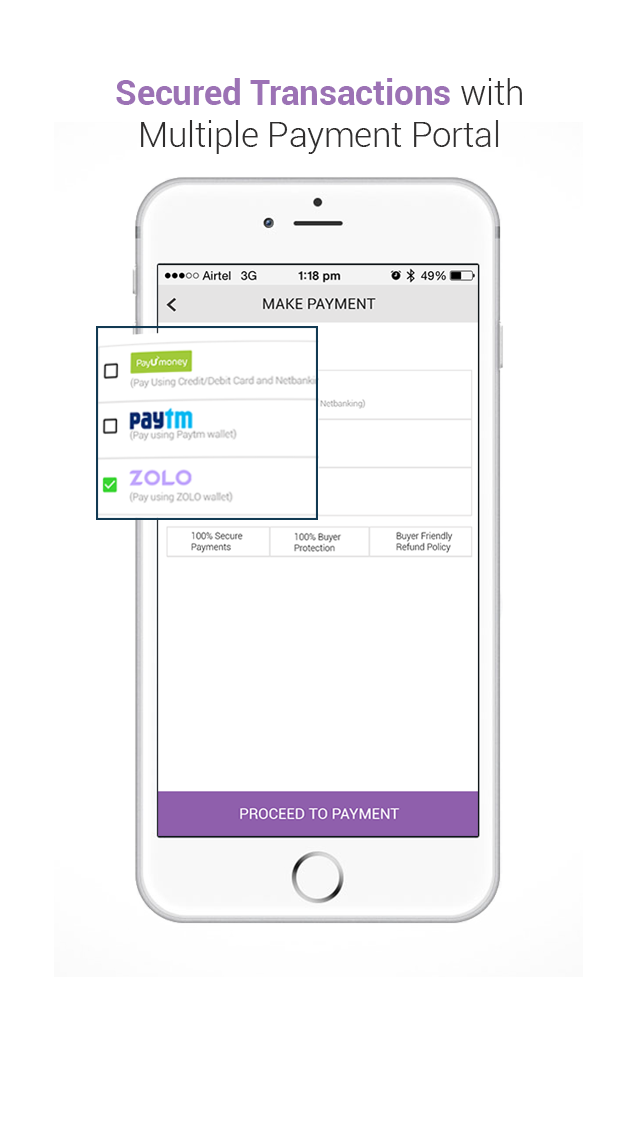 Secured Transactions with
Multiple Payment Portal
Airtel 3G 1:18 pm 49%
MAKE PAYMENT
PayUmoney
(Pay Using Credit/Debit Card and Netbanki
Netbanking)
paytm
(Pay using Paytm wallet)
ZOLO
(Pay using ZOLO wallet)
100% Secure
Payments
100% Buyer
Protection
Buyer Friendly
Refund Policy
PROCEED TO PAYMENT